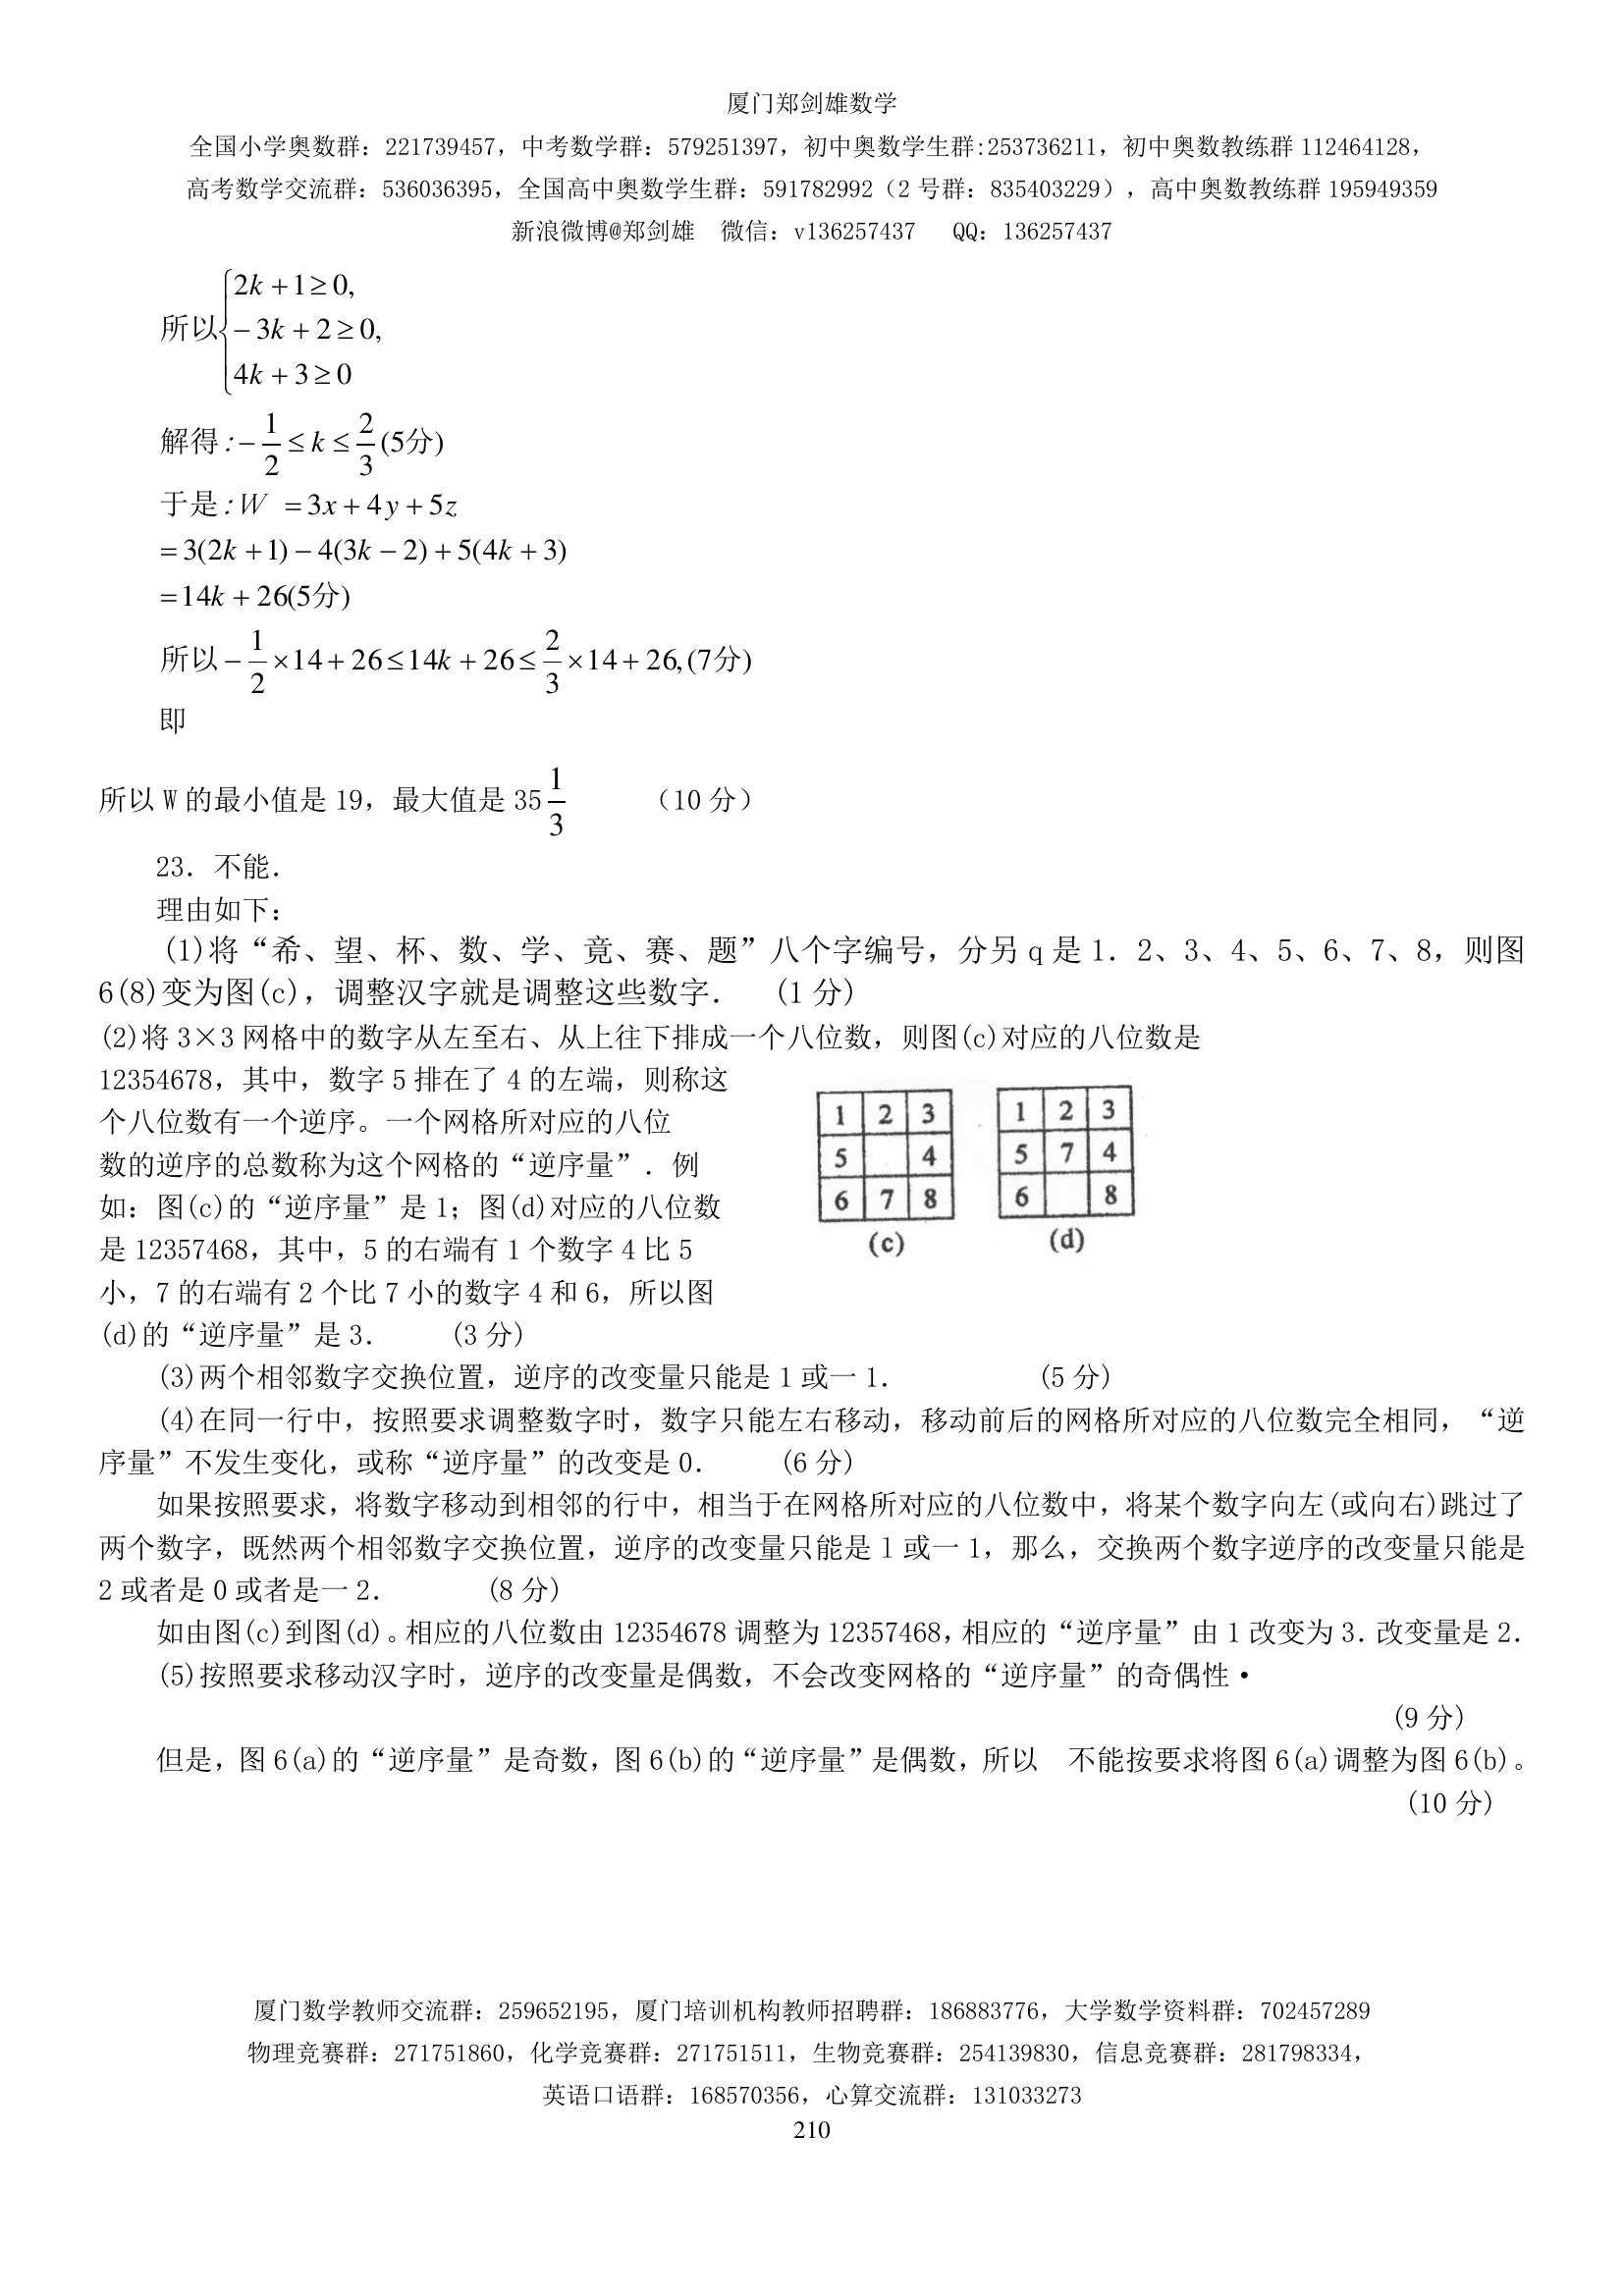 厦门郑剑雄数学
全国小学奥数群：221739457，中考数学群：579251397，初中奥数学生群:253736211，初中奥数教练群 112464128，
高考数学交流群：536036395，全国高中奥数学生群：591782992（2 号群：835403229），高中奥数教练群 195949359
新浪微博@郑剑雄 微信：v136257437 QQ：136257437
2k + 1 ≥ 0,
所以{ − 3k + 2 ≥ 0,
4k + 3 ≥ 0
解得 : − 1/2 ≤ k ≤ 2/3 (5分)
于是 : W = 3x + 4y + 5z
= 3(2k + 1) − 4(3k − 2) + 5(4k + 3)
= 14k + 26(5分)
所以 − 1/2 × 14 + 26 ≤ 14k + 26 ≤ 2/3 × 14 + 26, (7分)
即
所以 W 的最小值是 19，最大值是 35 1/3 （10 分）
23．不能．
理由如下：
(1)将“希、望、杯、数、学、竟、赛、题”八个字编号，分另 q 是 1．2、3、4、5、6、7、8，则图
6(8)变为图(c)，调整汉字就是调整这些数字． (1 分)
(2)将 3×3 网格中的数字从左至右、从上往下排成一个八位数，则图(c)对应的八位数是
12354678，其中，数字 5 排在了 4 的左端，则称这
个八位数有一个逆序。一个网格所对应的八位
数的逆序的总数称为这个网格的“逆序量”．例
如：图(c)的“逆序量”是 1；图(d)对应的八位数
是 12357468，其中，5 的右端有 1 个数字 4 比 5
小，7 的右端有 2 个比 7 小的数字 4 和 6，所以图
(d)的“逆序量”是 3． (3 分)
1 2 3
5 4
6 7 8
(c)
1 2 3
5 7 4
6 8
(d)
(3)两个相邻数字交换位置，逆序的改变量只能是 1 或一 1． (5 分)
(4)在同一行中，按照要求调整数字时，数字只能左右移动，移动前后的网格所对应的八位数完全相同，“逆
序量”不发生变化，或称“逆序量”的改变是 0． (6 分)
如果按照要求，将数字移动到相邻的行中，相当于在网格所对应的八位数中，将某个数字向左(或向右)跳过了
两个数字，既然两个相邻数字交换位置，逆序的改变量只能是 l 或一 1，那么，交换两个数字逆序的改变量只能是
2 或者是 0 或者是一 2． (8 分)
如由图(c)到图(d)。相应的八位数由 12354678 调整为 12357468，相应的“逆序量”由 1 改变为 3．改变量是 2．
(5)按照要求移动汉字时，逆序的改变量是偶数，不会改变网格的“逆序量”的奇偶性·
(9 分)
但是，图 6(a)的“逆序量”是奇数，图 6(b)的“逆序量”是偶数，所以 不能按要求将图 6(a)调整为图 6(b)。
(10 分)
厦门数学教师交流群：259652195，厦门培训机构教师招聘群：186883776，大学数学资料群：702457289
物理竞赛群：271751860，化学竞赛群：271751511，生物竞赛群：254139830，信息竞赛群：281798334，
英语口语群：168570356，心算交流群：131033273
210